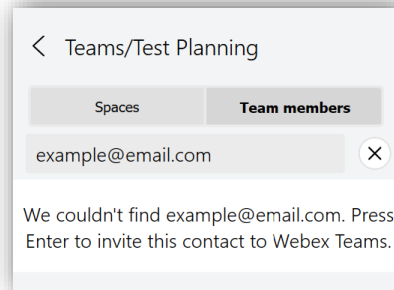 Teams/Test Planning
Spaces Team members
example@email.com
We couldn't find example@email.com. Press
Enter to invite this contact to Webex Teams.